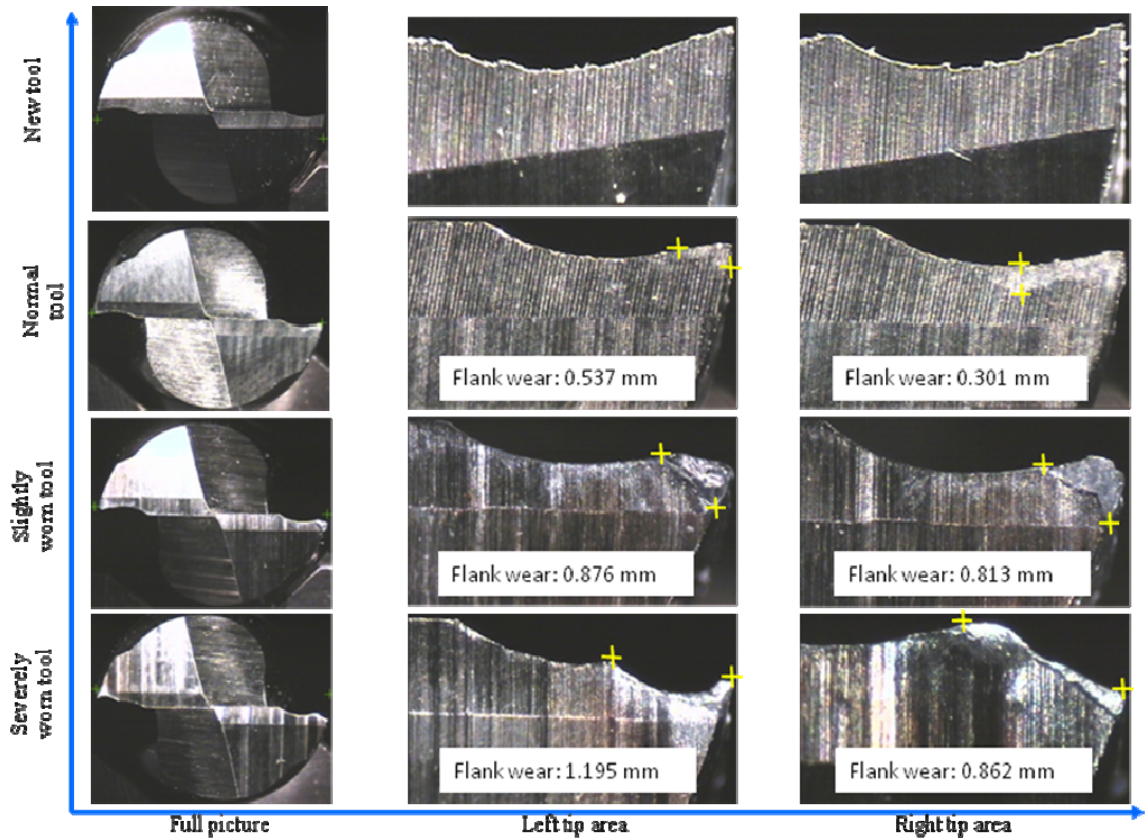 New tool
Normal
tool
Flank wear: 0.537 mm
Flank wear: 0.301 mm
Slightly
worn tool
Flank wear: 0.876 mm
Flank wear: 0.813 mm
Severely
worn tool
Flank wear: 1.195 mm
Flank wear: 0.862 mm
Full picture
Left tip area
Right tip area